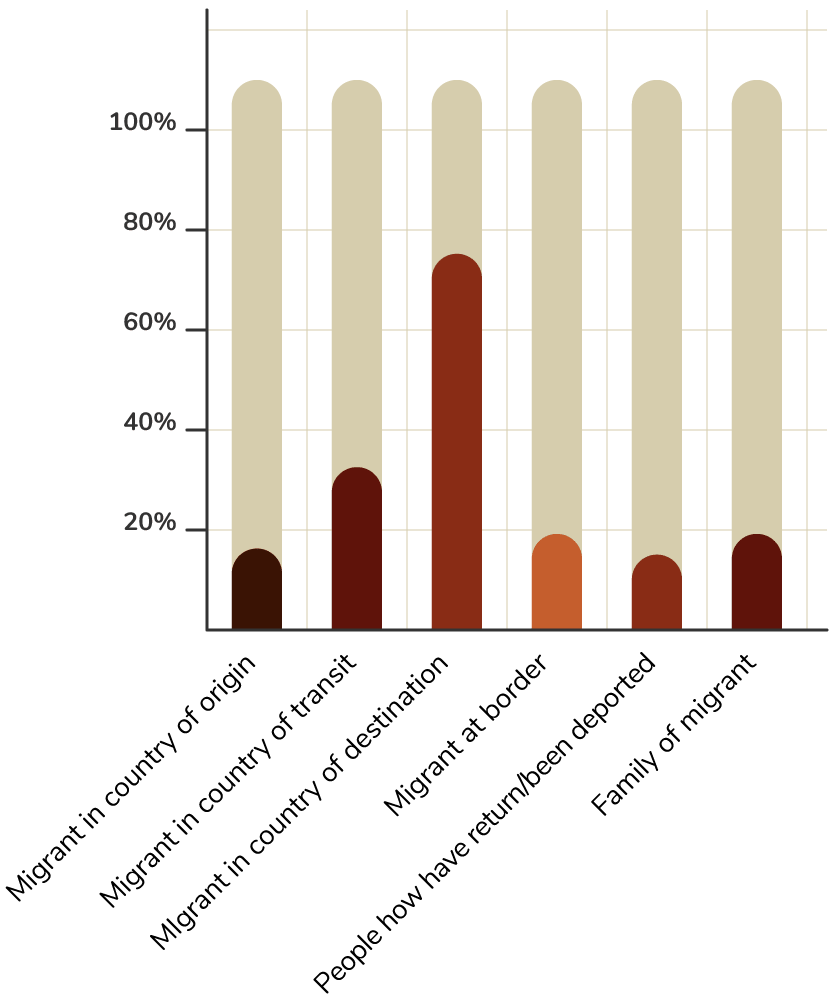 100%
80%
60%
40%
20%
Migrant in country of origin
Migrant in country of transit
MIgrant in country of destination
Migrant at border
People how have return/been deported
Family of migrant